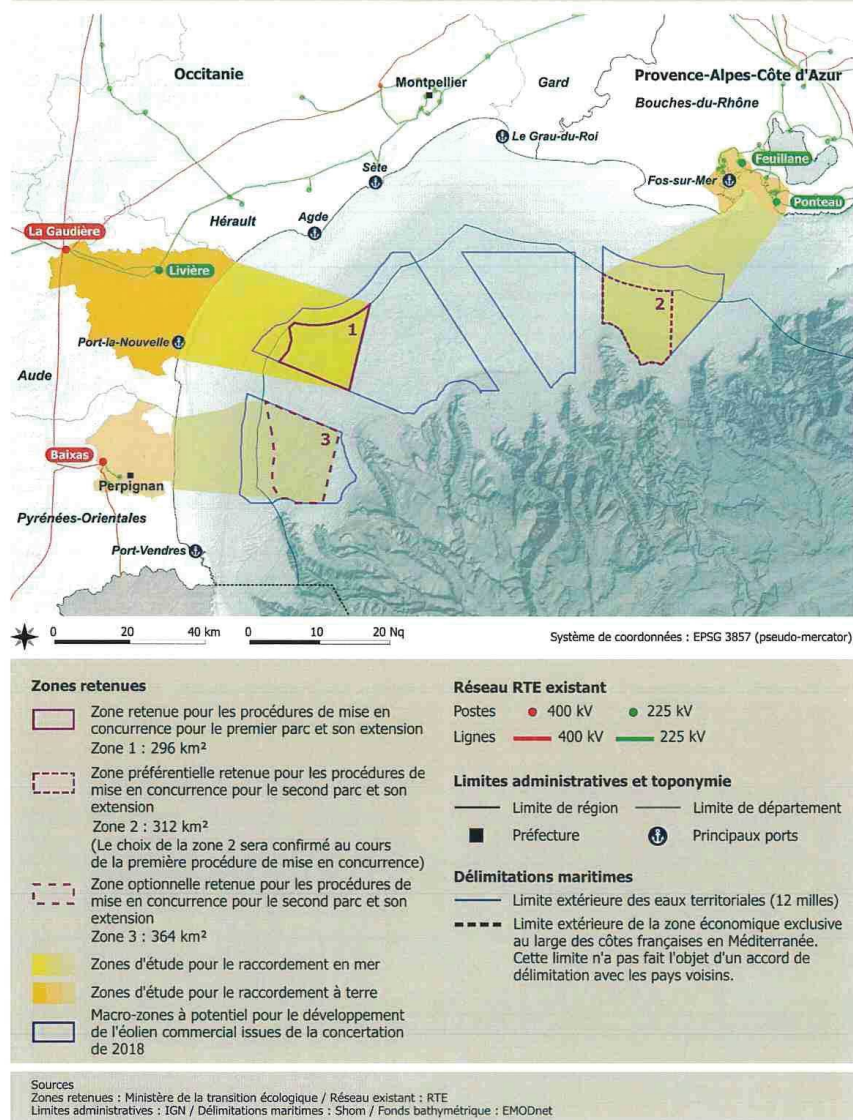 Occitanie
Montpellier
Gard
Provence-Alpes-Côte d'Azur
Bouches-du-Rhône
Le Grau-du-Roi
Feuillane
Sète
Fos-sur-Mer
Ponteau
Hérault
Agde
La Gaudière
Livière
1
2
Port-la-Nouvelle
Aude
3
Baixas
Perpignan
Pyrénées-Orientales
Port-Vendres
0 20 40 km
0 10 20 Nq
Système de coordonnées : EPSG 3857 (pseudo-mercator)
Zones retenues
Zone retenue pour les procédures de mise en
concurrence pour le premier parc et son extension
Zone 1 : 296 km²
Zone préférentielle retenue pour les procédures de
mise en concurrence pour le second parc et son
extension
Zone 2 : 312 km²
(Le choix de la zone 2 sera confirmé au cours
de la première procédure de mise en concurrence)
Zone optionnelle retenue pour les procédures de
mise en concurrence pour le second parc et son
extension
Zone 3 : 364 km²
Zones d'étude pour le raccordement en mer
Zones d'étude pour le raccordement à terre
Macro-zones à potentiel pour le développement
de l'éolien commercial issues de la concertation
de 2018
Réseau RTE existant
Postes 400 kV 225 kV
Lignes 400 kV 225 kV
Limites administratives et toponymie
Limite de région Limite de département
Préfecture Principaux ports
Délimitations maritimes
Limite extérieure des eaux territoriales (12 milles)
Limite extérieure de la zone économique exclusive
au large des côtes françaises en Méditerranée.
Cette limite n'a pas fait l'objet d'un accord de
délimitation avec les pays voisins.
Sources
Zones retenues : Ministère de la transition écologique / Réseau existant : RTE
Limites administratives : IGN / Délimitations maritimes : Shom / Fonds bathymétrique : EMODnet